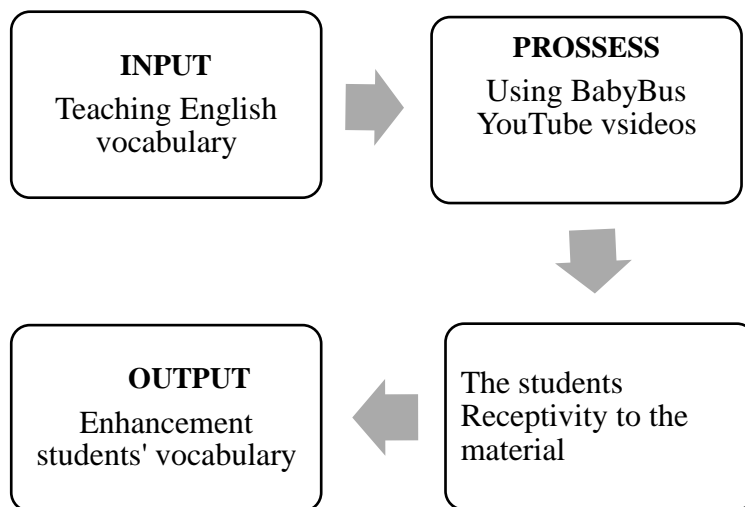 INPUT
Teaching English
vocabulary
PROSSESS
Using BabyBus
YouTube vsideos
The students
Receptivity to the
material
OUTPUT
Enhancement
students' vocabulary